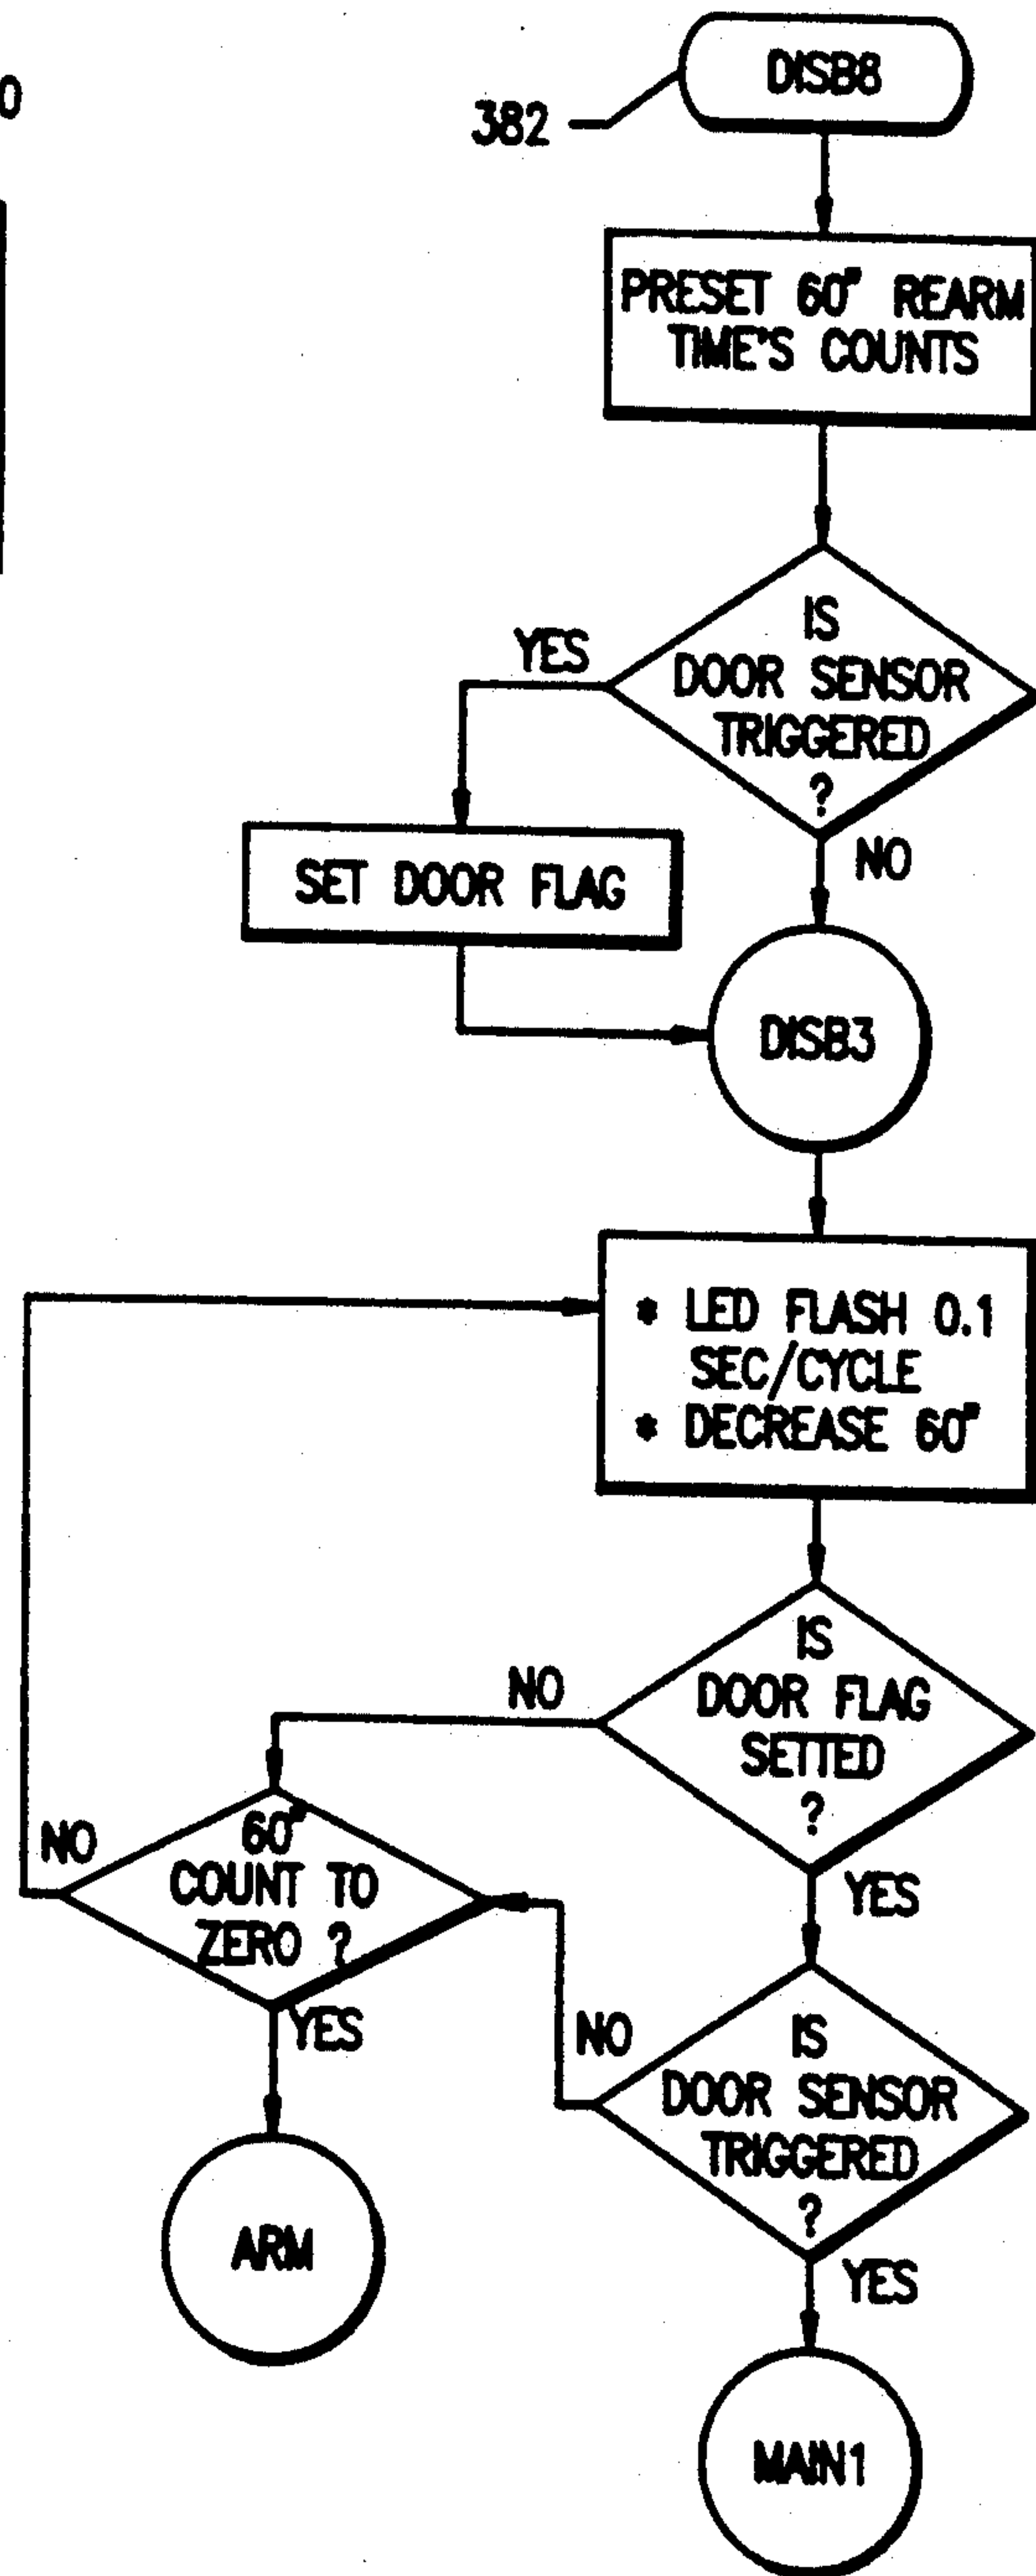 0
DISB8
382
PRESET 60" REARM
TIME'S COUNTS
IS
DOOR SENSOR
TRIGGERED
?
YES
NO
SET DOOR FLAG
DISB3
* LED FLASH 0.1
SEC/CYCLE
* DECREASE 60"
IS
DOOR FLAG
SETTED
?
NO
YES
60"
COUNT TO
ZERO ?
NO
YES
IS
DOOR SENSOR
TRIGGERED
?
NO
YES
ARM
MAIN1